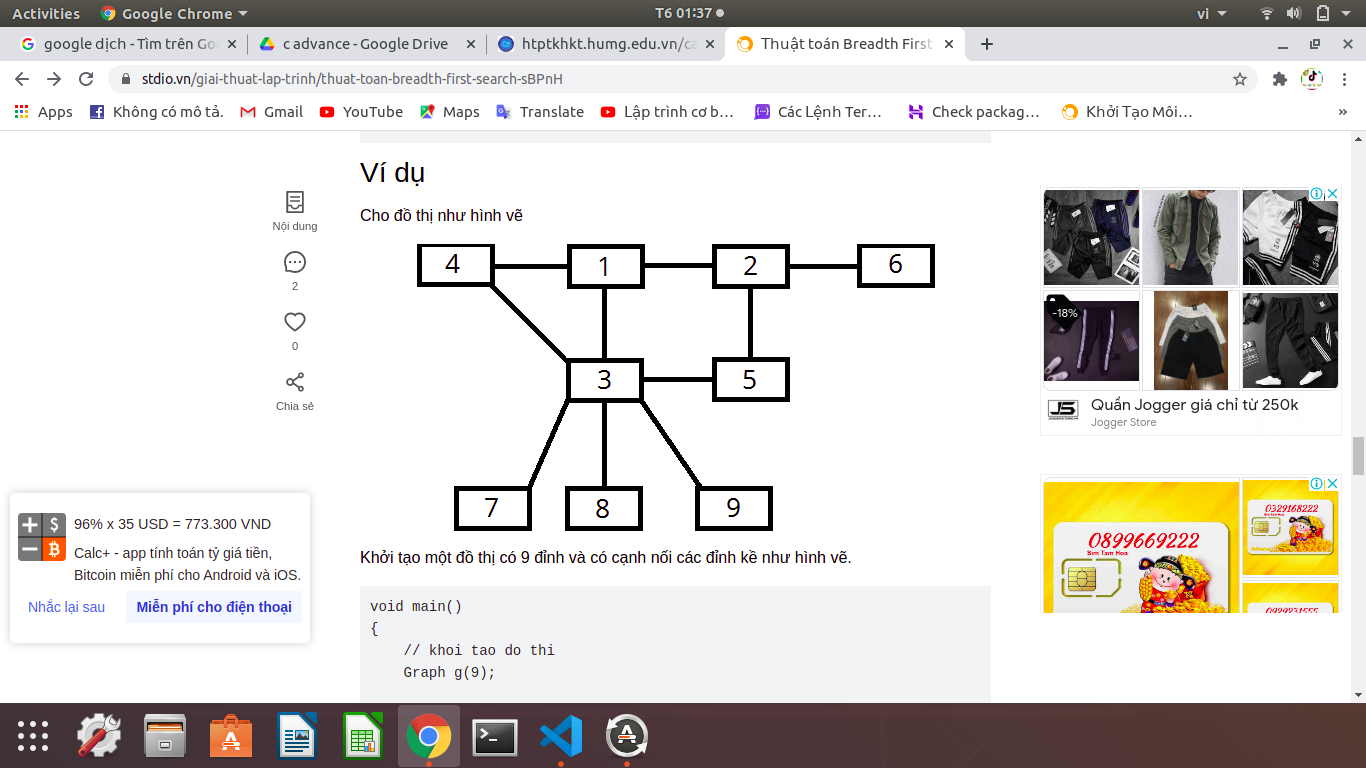 Activities
Google Chrome
T6 01:37
vi
google dịch - Tìm trên Go
c advance - Google Drive
htptkhkt.humg.edu.vn/ca
Thuật toán Breadth First
stdio.vn/giai-thuat-lap-trinh/thuat-toan-breadth-first-search-sBPnH
Apps
Không có mô tả.
Gmail
YouTube
Maps
Translate
Lập trình cơ b…
Các Lệnh Ter…
Check packag…
Khởi Tạo Môi…
»
Ví dụ
Cho đồ thị như hình vẽ
Nội dung
2
0
Chia sẻ
4
1
2
6
3
5
7
8
9
Khởi tạo một đồ thị có 9 đỉnh và có cạnh nối các đỉnh kề như hình vẽ.
void main()
{
// khoi tao do thi
Graph g(9);
96% x 35 USD = 773.300 VND
Calc+ - app tính toán tỷ giá tiền,
Bitcoin miễn phí cho Android và iOS.
Nhắc lại sau
Miễn phí cho điện thoại
-18%
JS
Quần Jogger giá chỉ từ 250k
Jogger Store
0899669222
Sim Tam Hoa
0329168222
Sim Tam Hoa
0929231555